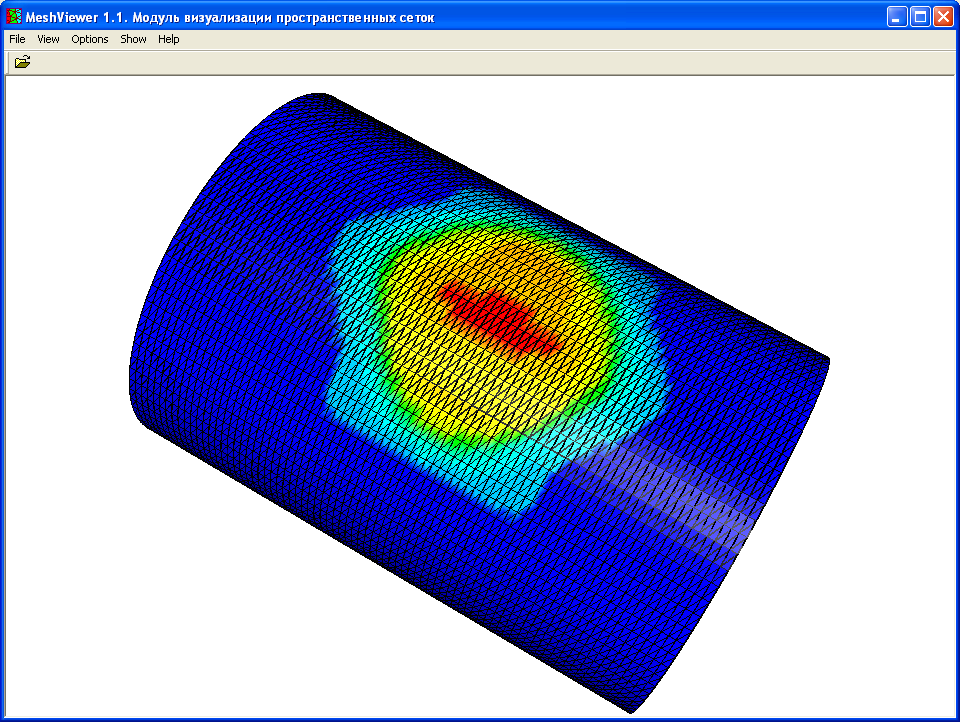 MeshViewer 1.1. Модуль визуализации пространственных сеток
File View Options Show Help